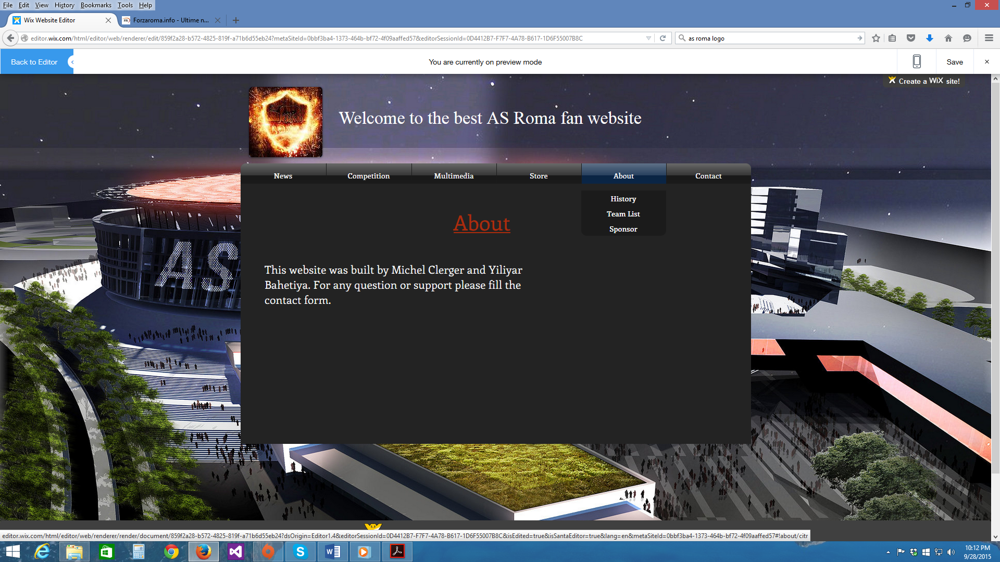 File Edit View History Bookmarks Tools Help
Wix Website Editor
Forzaroma.info - Ultime n...
editor.wix.com/html/editor/web/renderer/edit/859f2a28-b572-4825-819f-a71b6d55eb24?metaSiteId=0bbf3ba4-1373-464b-bf72-4f09aaffed57&editorSessionId=0D4412B7-F7F7-4A78-B617-1D6F55007B8C
as roma logo
Back to Editor
You are currently on preview mode
Save
Create a WiX site!
Welcome to the best AS Roma fan website
News Competition Multimedia Store About Contact
History
Team List
Sponsor
About
AS
This website was built by Michel Clerger and Yiliyar
Bahetiya. For any question or support please fill the
contact form.
editor.wix.com/html/editor/web/renderer/render/document/859f2a28-b572-4825-819f-a71b6d55eb24?dsOrigin=Editor1.4&editorSessionId=0D4412B7-F7F7-4A78-B617-1D6F55007B8C&isEdited=true&isSantaEditor=true&lang=en&metaSiteId=0bbf3ba4-1373-464b-bf72-4f09aaffed57#!about/citr
10:12 PM
9/28/2015